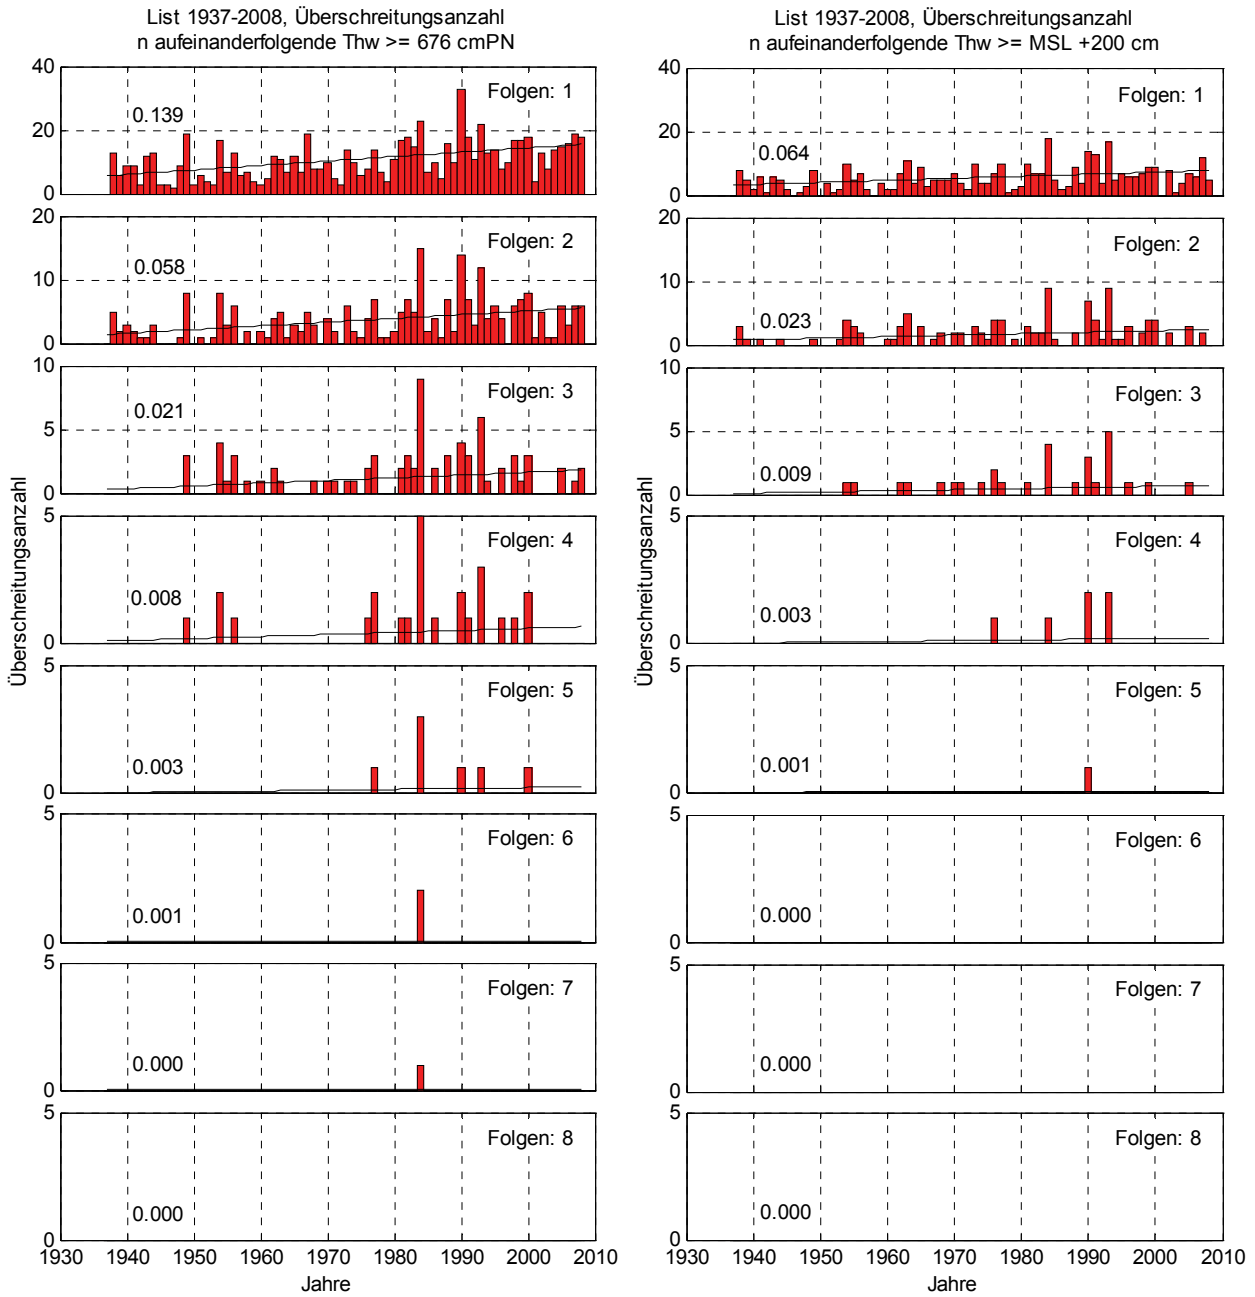 List 1937-2008, Überschreitungsanzahl
n aufeinanderfolgende Thw >= 676 cmPN
40
20
0
0.139
Folgen: 1
20
10
0
0.058
Folgen: 2
10
5
0
0.021
Folgen: 3
5
0
0.008
Folgen: 4
5
0
0.003
Folgen: 5
5
0
0.001
Folgen: 6
5
0
0.000
Folgen: 7
5
0
0.000
Folgen: 8
1930 1940 1950 1960 1970 1980 1990 2000 2010
Jahre
Überschreitungsanzahl
List 1937-2008, Überschreitungsanzahl
n aufeinanderfolgende Thw >= MSL +200 cm
40
20
0
0.064
Folgen: 1
20
10
0
0.023
Folgen: 2
10
5
0
0.009
Folgen: 3
5
0
0.003
Folgen: 4
5
0
0.001
Folgen: 5
5
0
0.000
Folgen: 6
5
0
0.000
Folgen: 7
5
0
0.000
Folgen: 8
1930 1940 1950 1960 1970 1980 1990 2000 2010
Jahre
Überschreitungsanzahl